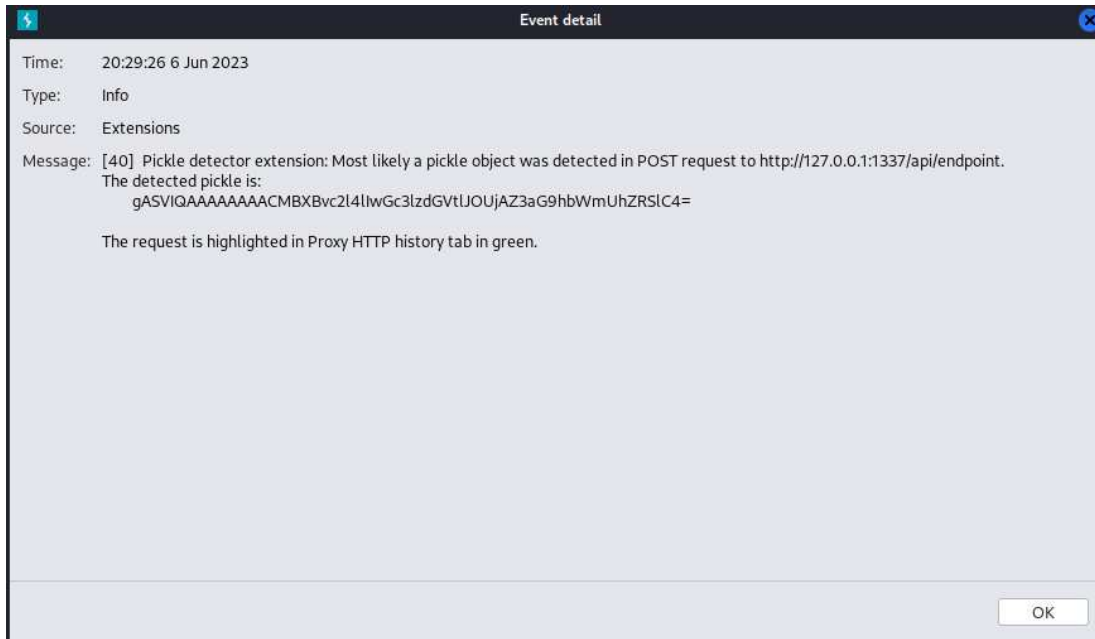 Event detail
Time: 20:29:26 6 Jun 2023
Type: Info
Source: Extensions
Message: [40] Pickle detector extension: Most likely a pickle object was detected in POST request to http://127.0.0.1:1337/api/endpoint.
The detected pickle is:
gASVIQAAAAAAAACMBXBvc2l4lIwGc3lzdGVtlJOUjAZ3aG9hbWmUhZRSlC4=
The request is highlighted in Proxy HTTP history tab in green.
OK